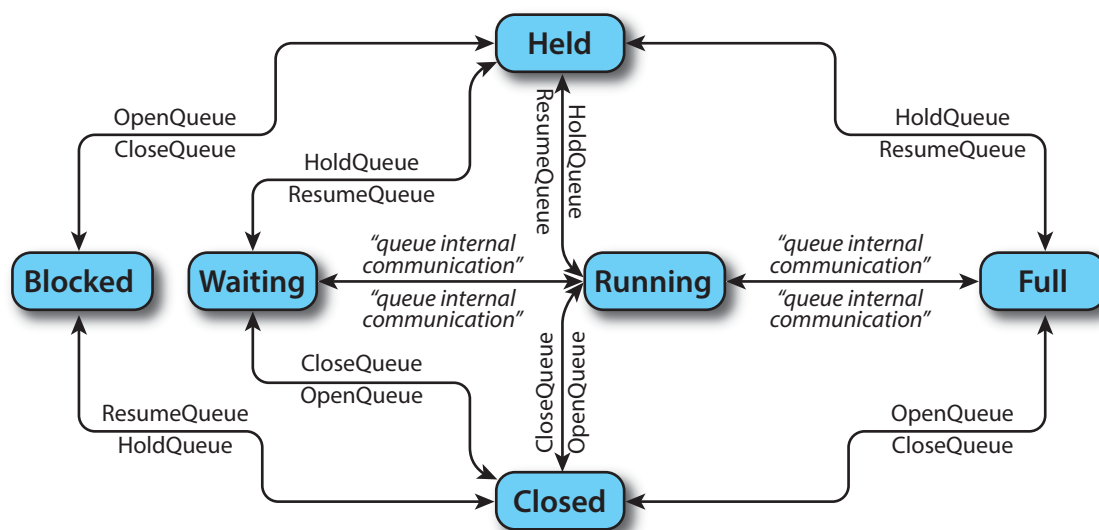 Held
OpenQueue
CloseQueue
HoldQueue
ResumeQueue
HoldQueue
ResumeQueue
HoldQueue
ResumeQueue
Blocked
Waiting
“queue internal
communication”
“queue internal
communication”
Running
“queue internal
communication”
“queue internal
communication”
Full
CloseQueue
OpenQueue
OpenQueue
CloseQueue
ResumeQueue
HoldQueue
OpenQueue
CloseQueue
Closed